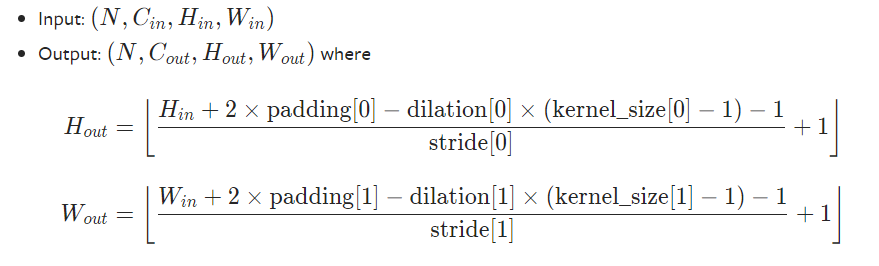 • Input: (N, C_in, H_in, W_in)
• Output: (N, C_out, H_out, W_out) where
H_out = ⌊(H_in + 2 × padding[0] − dilation[0] × (kernel_size[0] − 1) − 1) / stride[0] + 1⌋
W_out = ⌊(W_in + 2 × padding[1] − dilation[1] × (kernel_size[1] − 1) − 1) / stride[1] + 1⌋